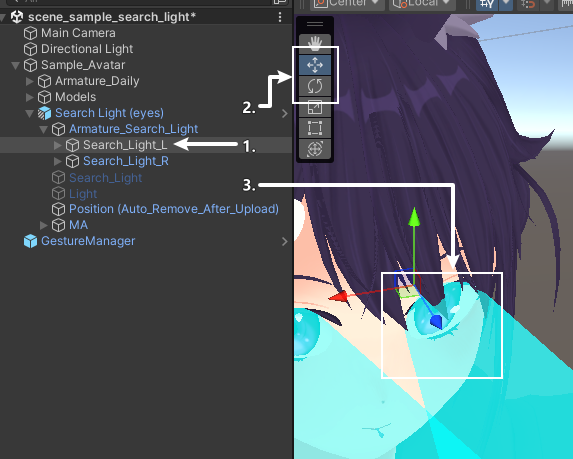 All
Center
Local
scene_sample_search_light*
Main Camera
Directional Light
Sample_Avatar
Armature_Daily
Models
Search Light (eyes)
Armature_Search_Light
Search_Light_L
Search_Light_R
Search_Light
Light
Position (Auto_Remove_After_Upload)
MA
GestureManager
2.
1.
3.